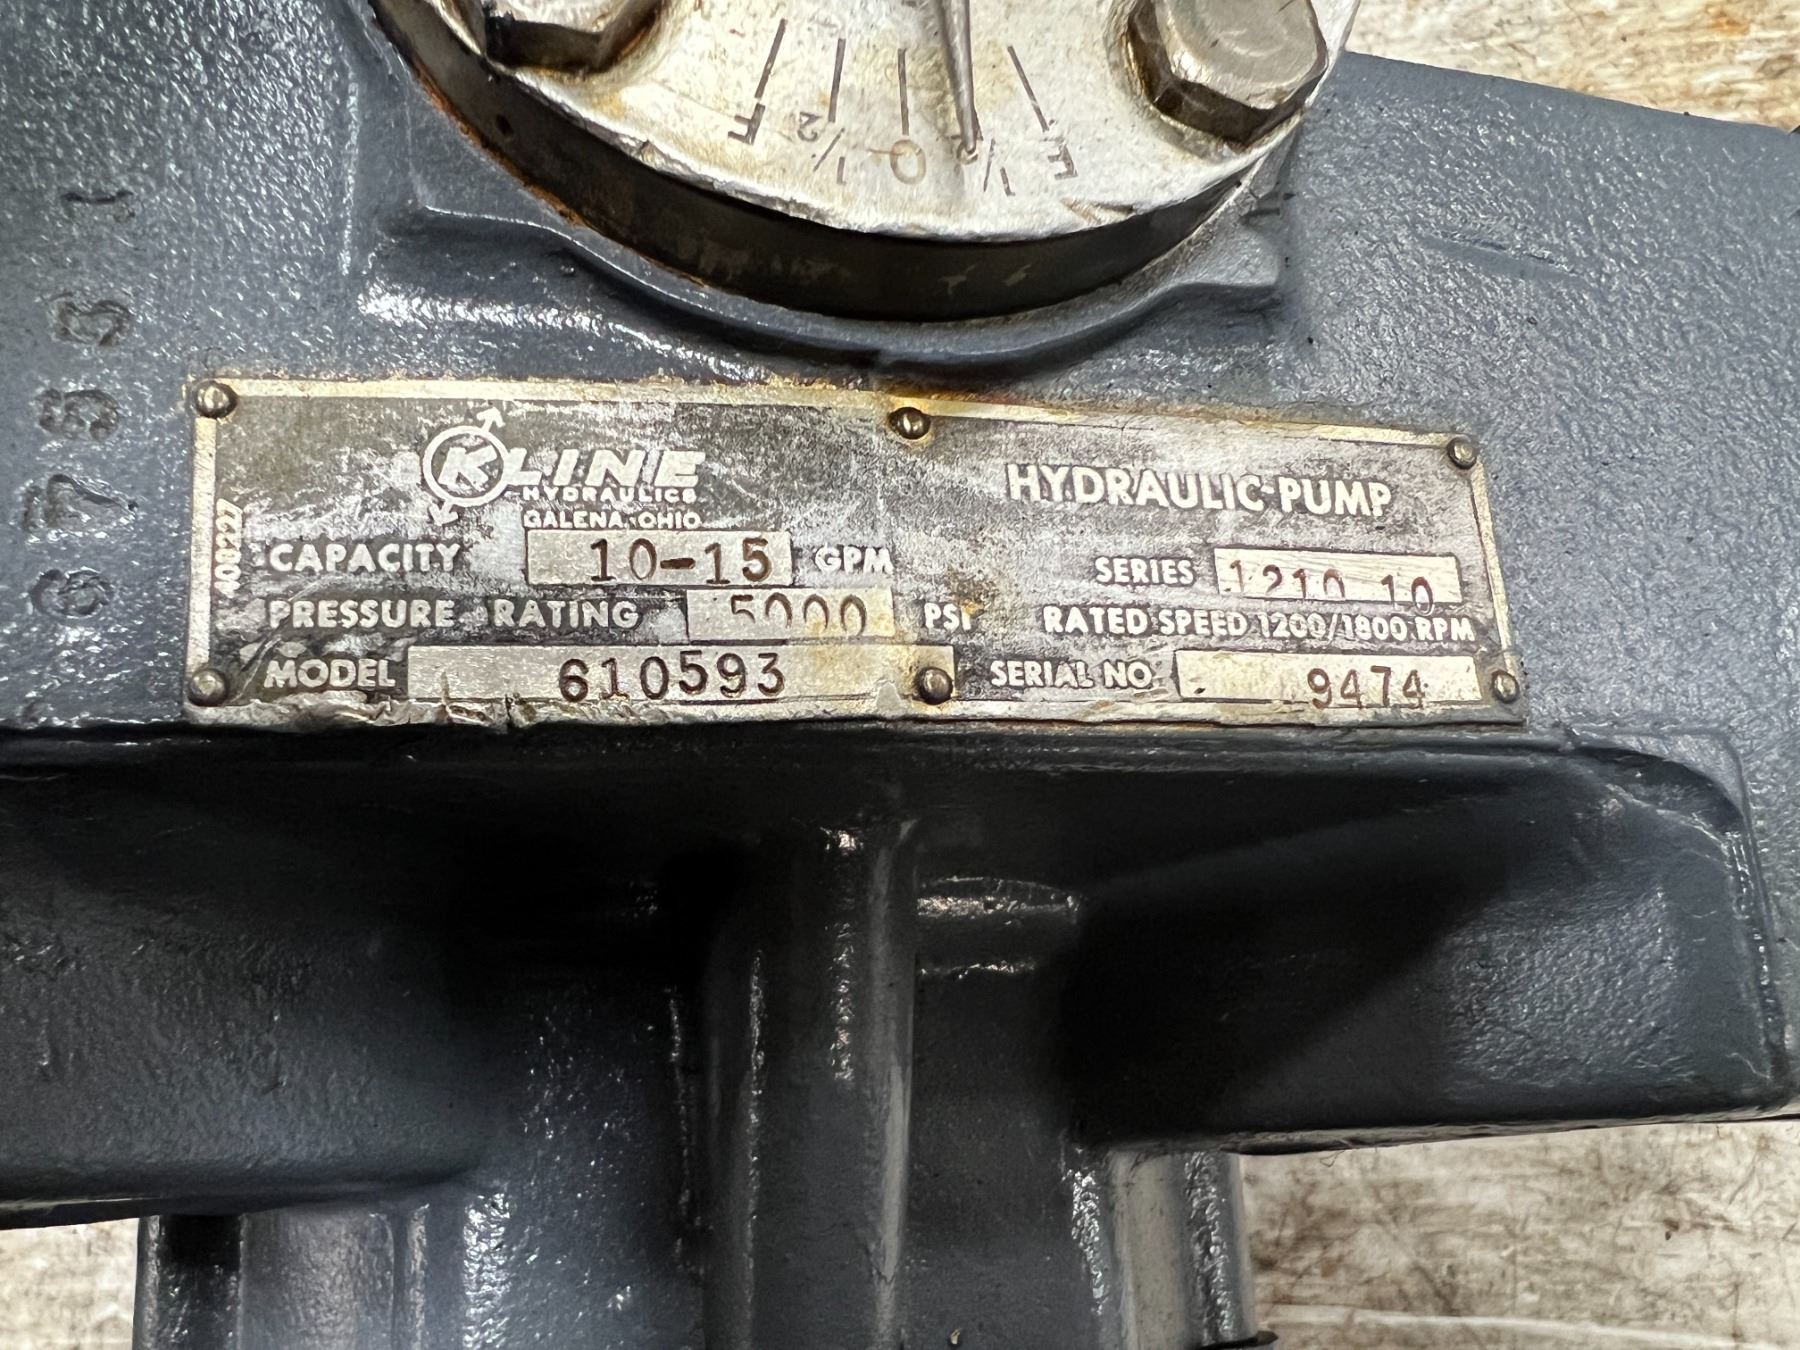 F 1/2 0 1/2 E
KLINE
HYDRAULICS
GALENA, OHIO
HYDRAULIC PUMP
CAPACITY 10-15 GPM
SERIES 1210 10
PRESSURE RATING 5000 PSI
RATED SPEED 1200/1800 RPM
MODEL 610593
SERIAL NO 9474
408227